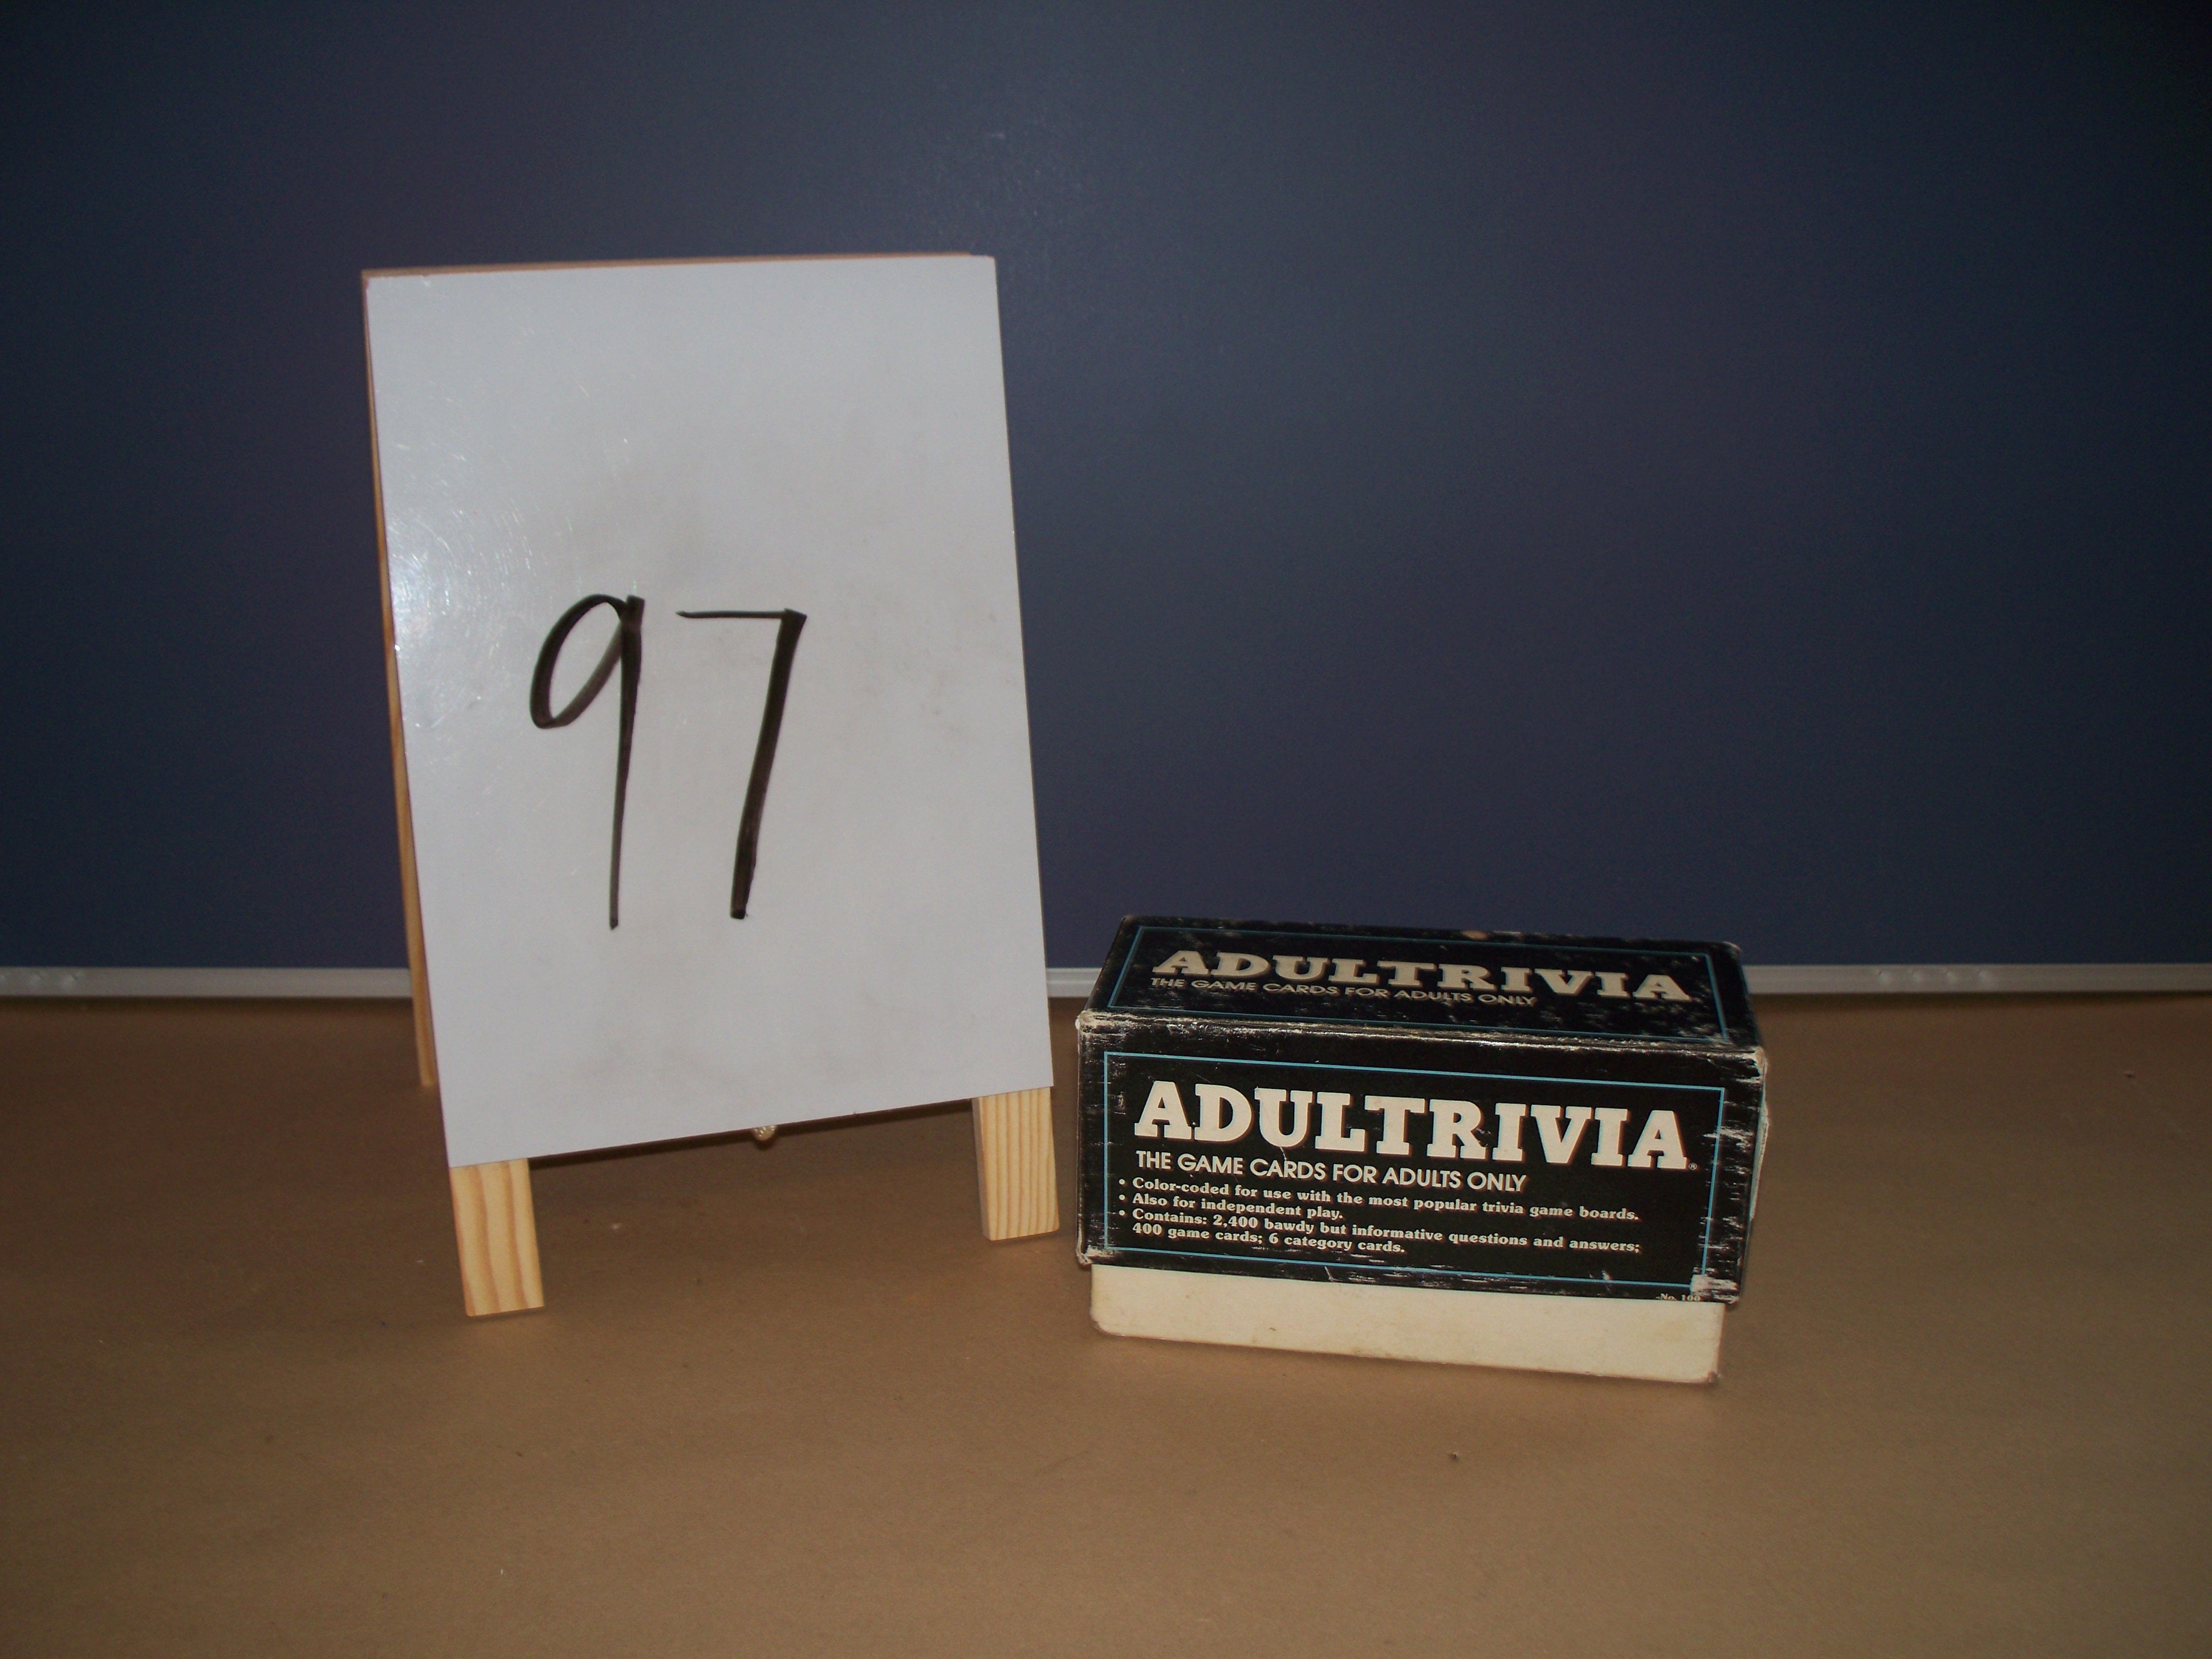 97
ADULTRIVIA
THE GAME CARDS FOR ADULTS ONLY
ADULTRIVIA®
THE GAME CARDS FOR ADULTS ONLY
• Color-coded for use with the most popular trivia game boards.
• Also for independent play.
• Contains: 2,400 bawdy but informative questions and answers;
400 game cards; 6 category cards.
No. 100